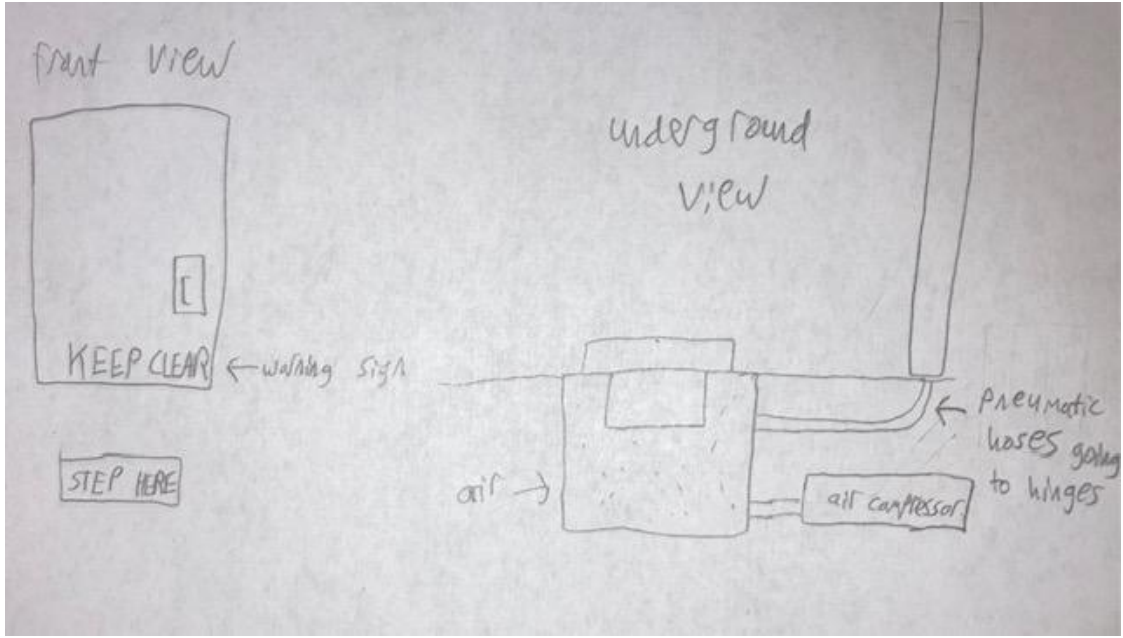 front view
KEEP CLEAR
← warning sign
STEP HERE
underground
view
air →
air compressor
← pneumatic
hoses going
to hinges